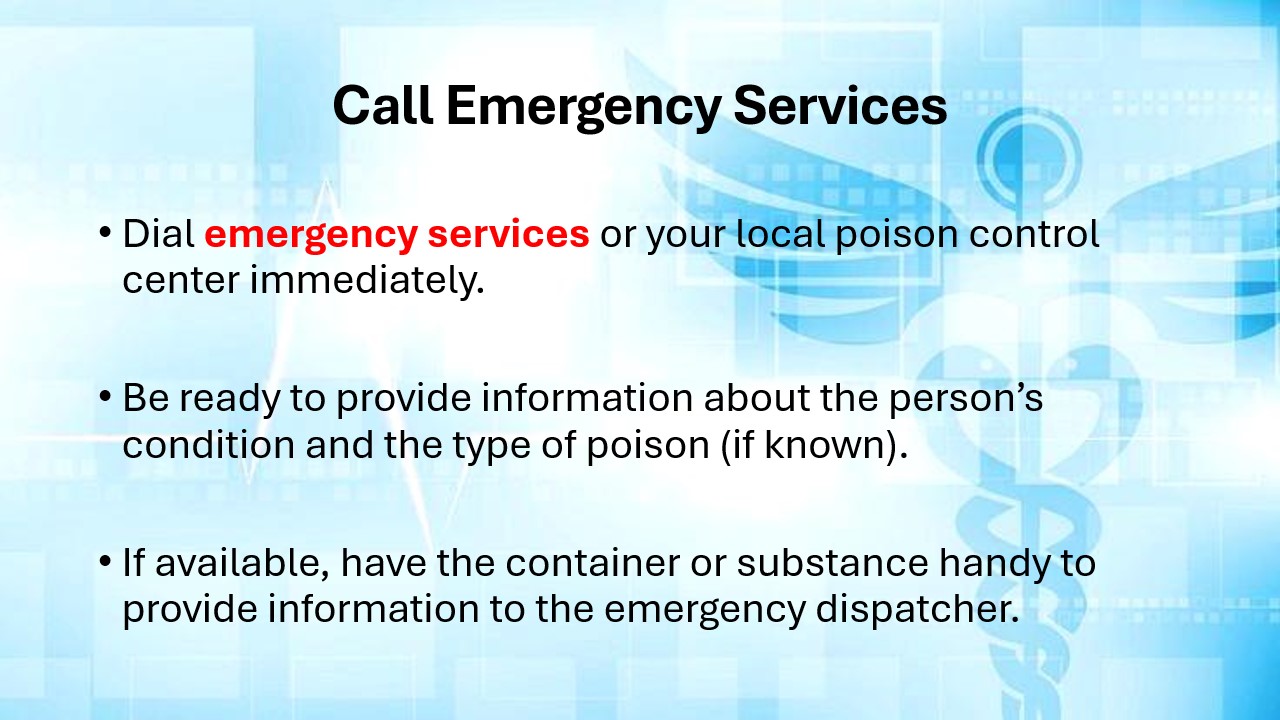 Call Emergency Services
• Dial emergency services or your local poison control
center immediately.
• Be ready to provide information about the person’s
condition and the type of poison (if known).
• If available, have the container or substance handy to
provide information to the emergency dispatcher.